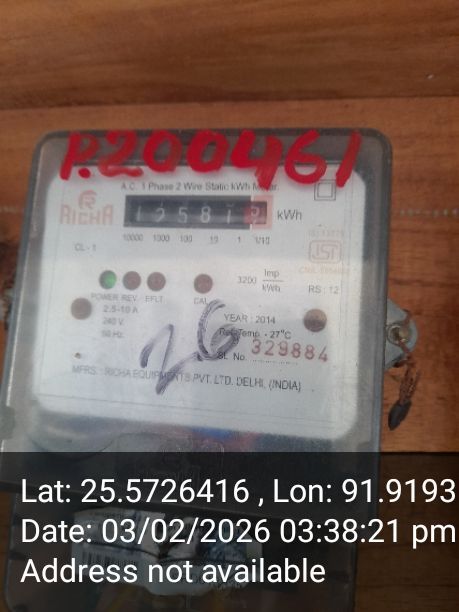 P.200461
A.C. 1 Phase 2 Wire Static kWh Meter.
R
RICHA
12581 kWh
10000 1000 100 10 1 1/10
CL - 1
ISI
3200 Imp/kWh
RS : 12
POWER REV. EFLT CAL
2.5-10 A
240 V.
50 Hz.
YEAR : 2014
Ref. Temp. - 27°C
26
SL No. 329884
MFRS. : RICHA EQUIPMENTS PVT. LTD. DELHI, (INDIA)
Lat: 25.5726416 , Lon: 91.9193
Date: 03/02/2026 03:38:21 pm
Address not available